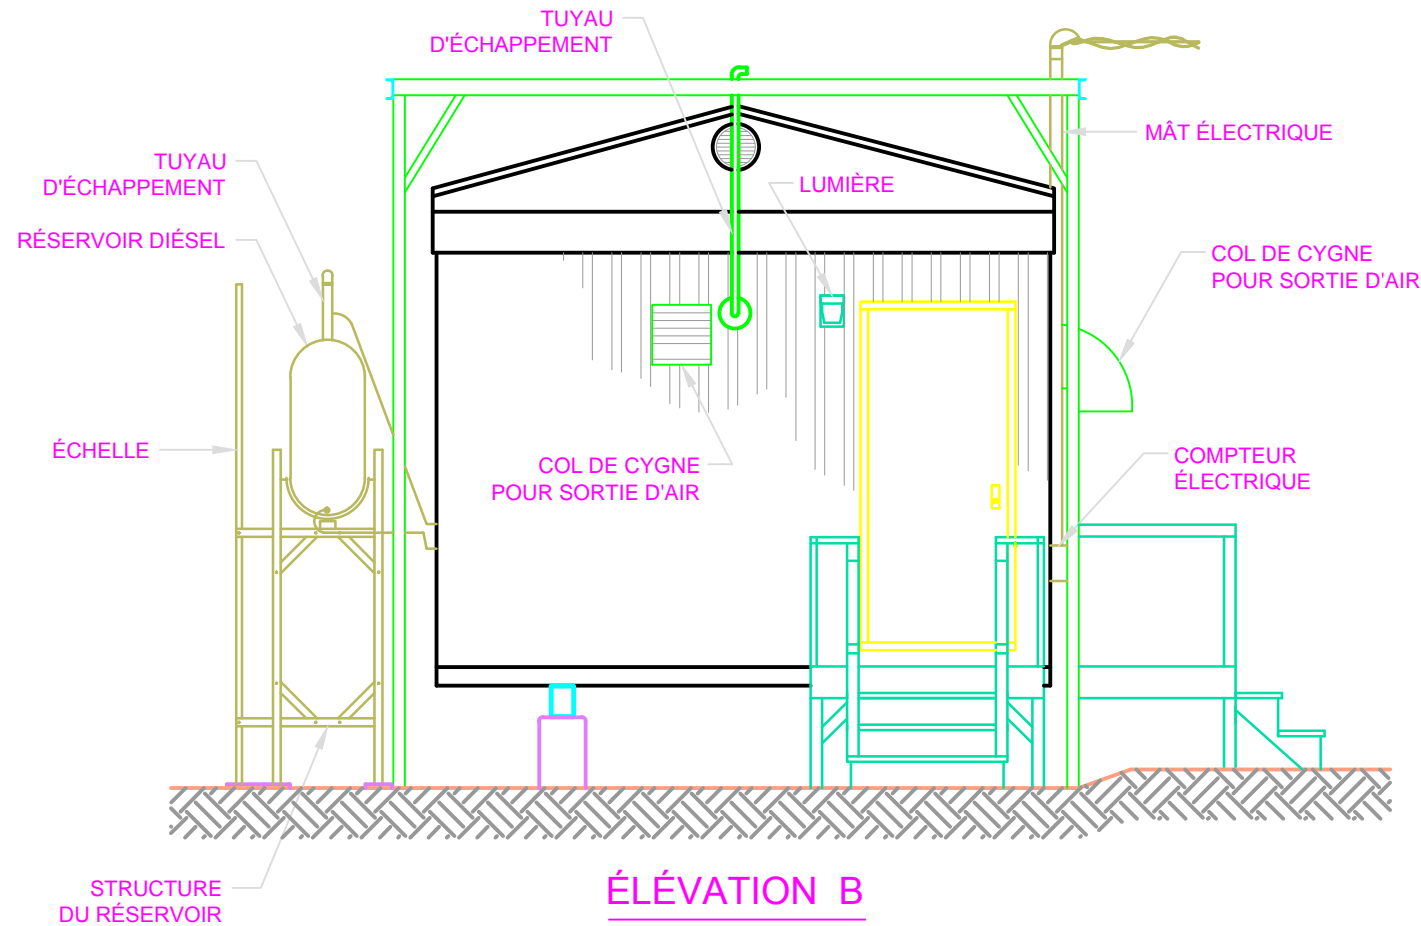 TUYAU
D'ÉCHAPPEMENT
MÂT ÉLECTRIQUE
TUYAU
D'ÉCHAPPEMENT
LUMIÈRE
RÉSERVOIR DIÉSEL
COL DE CYGNE
POUR SORTIE D'AIR
ÉCHELLE
COL DE CYGNE
POUR SORTIE D'AIR
COMPTEUR
ÉLECTRIQUE
STRUCTURE
DU RÉSERVOIR
ÉLÉVATION B